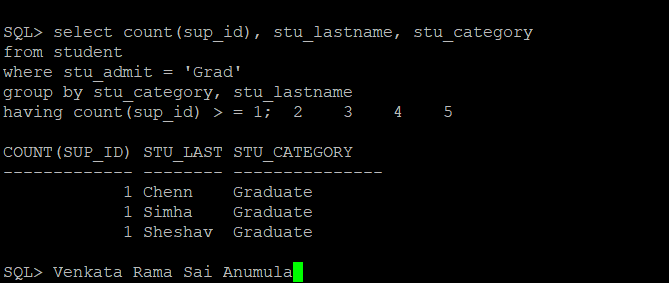 SQL> select count(sup_id), stu_lastname, stu_category
from student
where stu_admit = 'Grad'
group by stu_category, stu_lastname
having count(sup_id) > = 1;  2    3    4    5
COUNT(SUP_ID) STU_LAST STU_CATEGORY
------------- -------- ---------------
            1 Chenn    Graduate
            1 Simha    Graduate
            1 Sheshav  Graduate
SQL> Venkata Rama Sai Anumula